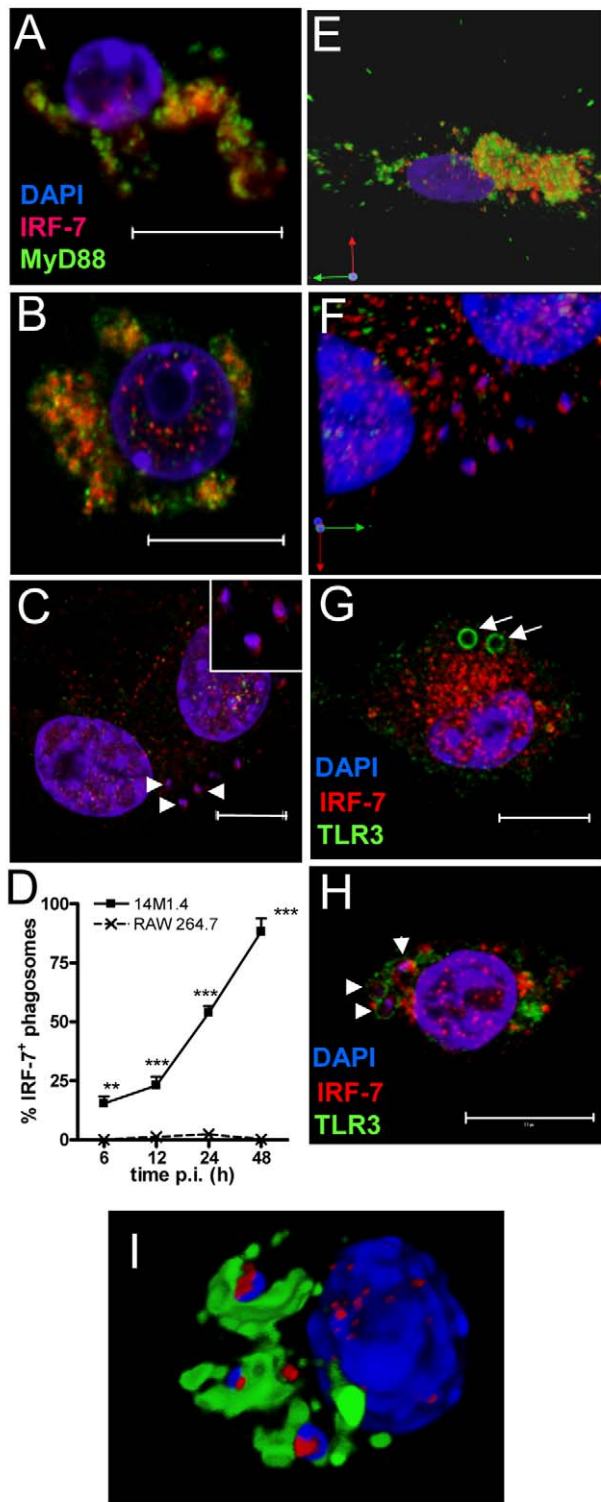 A
DAPI
IRF-7
MyD88
B
C
D
% IRF-7+ phagosomes
100
75
50
25
0
14M1.4
RAW 264.7
**
***
***
***
6 12 24 48
time p.i. (h)
E
F
G
DAPI
IRF-7
TLR3
H
DAPI
IRF-7
TLR3
I